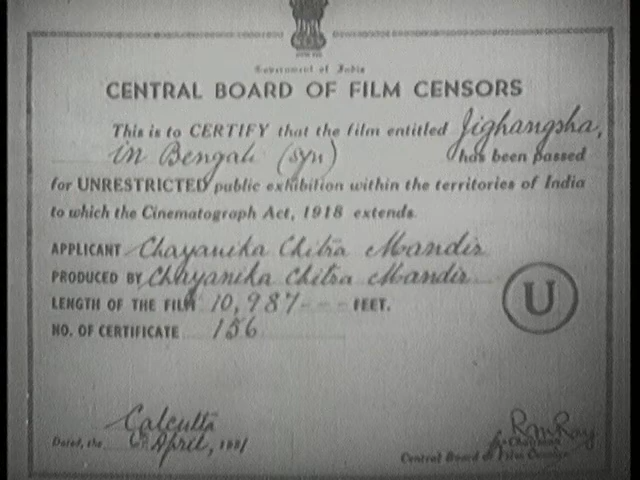 Government of India
CENTRAL BOARD OF FILM CENSORS
This is to CERTIFY that the film entitled Jighangsha,
in Bengali (syn) has been passed
for UNRESTRICTED public exhibition within the territories of India
to which the Cinematograph Act, 1918 extends.
APPLICANT Chayanika Chitra Mandir
PRODUCED BY Chayanika Chitra Mandir
LENGTH OF THE FILM 10,987--- FEET.
NO. OF CERTIFICATE 156
U
Calcutta
Dated, the 6th April, 1951
R M Ray
for Chairman
Central Board of Film Censors